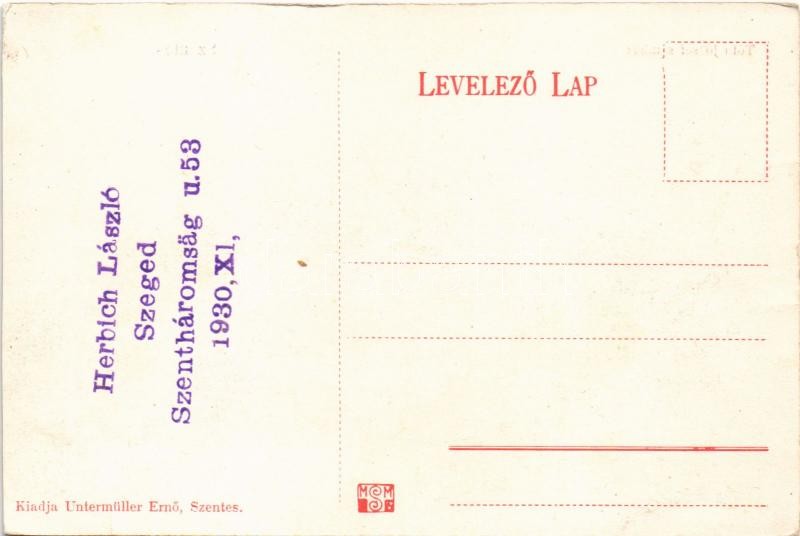 LEVELEZŐ LAP
Herbich László
Szeged
Szentháromság u.53
1930,XI,
Kiadja Untermüller Ernő, Szentes.